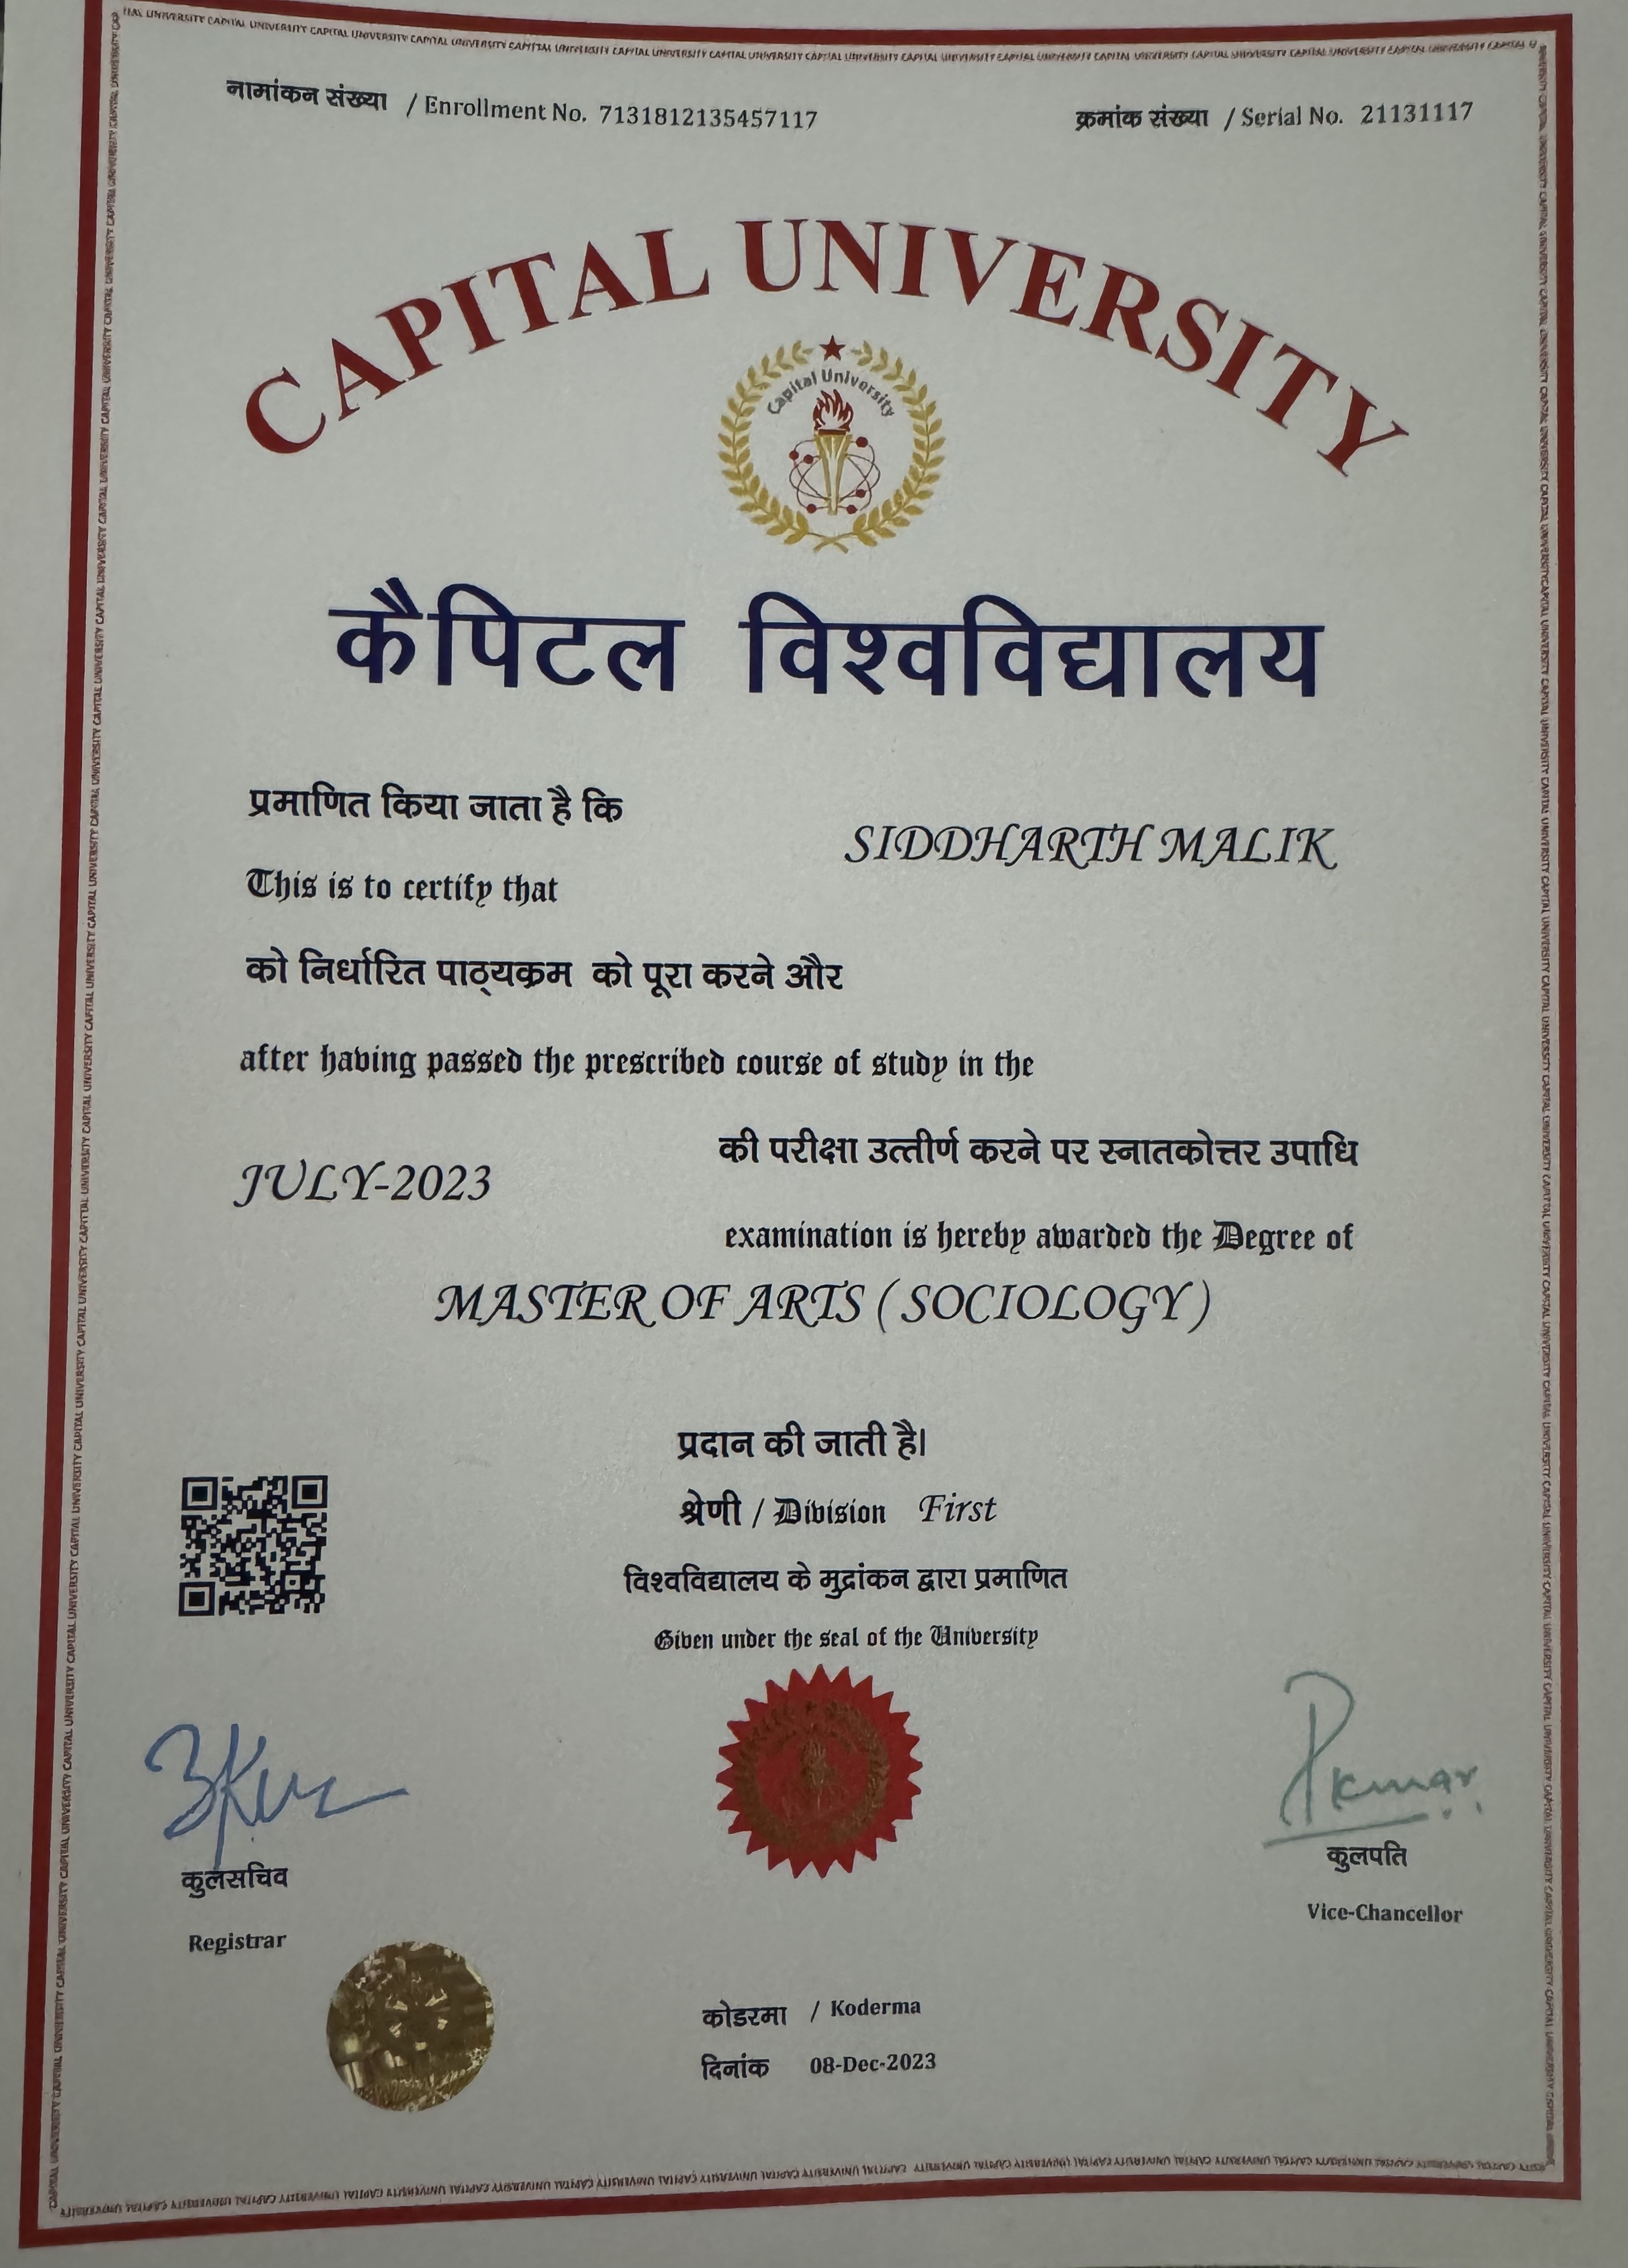 नामांकन संख्या / Enrollment No. 7131812135457117
क्रमांक संख्या / Serial No. 21131117
CAPITAL UNIVERSITY
Capital University
कैपिटल विश्वविद्यालय
प्रमाणित किया जाता है कि
SIDDHARTH MALIK
This is to certify that
को निर्धारित पाठ्यक्रम को पूरा करने और
after having passed the prescribed course of study in the
की परीक्षा उत्तीर्ण करने पर स्नातकोत्तर उपाधि
JULY-2023
examination is hereby awarded the Degree of
MASTER OF ARTS ( SOCIOLOGY )
प्रदान की जाती है।
श्रेणी / Division First
विश्वविद्यालय के मुद्रांकन द्वारा प्रमाणित
Given under the seal of the University
Pkumar
कुलसचिव
कुलपति
Registrar
Vice-Chancellor
कोडरमा / Koderma
दिनांक 08-Dec-2023